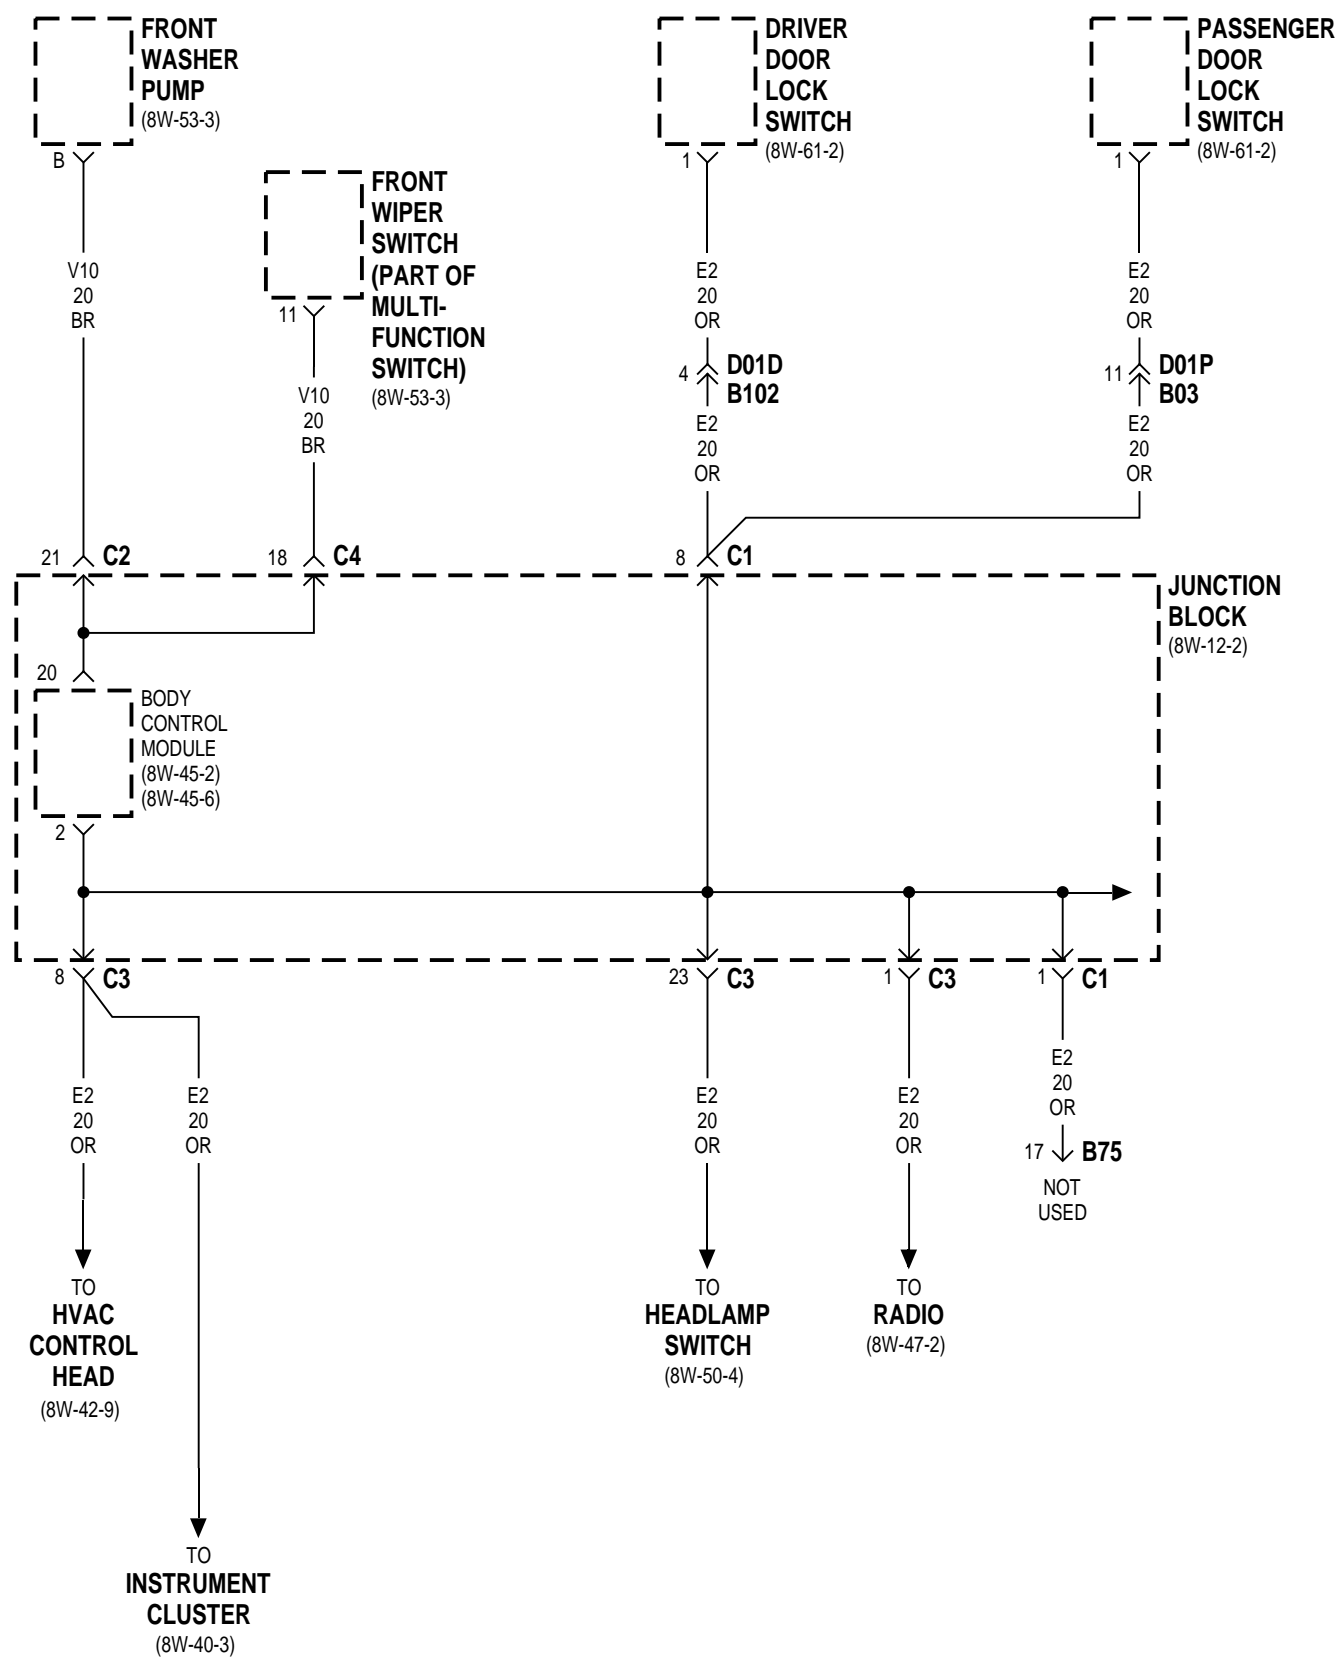 FRONT
WASHER
PUMP
(8W-53-3)
B
V10
20
BR
FRONT
WIPER
SWITCH
(PART OF
MULTI-
FUNCTION
SWITCH)
(8W-53-3)
11
V10
20
BR
DRIVER
DOOR
LOCK
SWITCH
(8W-61-2)
1
E2
20
OR
4 D01D
B102
E2
20
OR
PASSENGER
DOOR
LOCK
SWITCH
(8W-61-2)
1
E2
20
OR
11 D01P
B03
E2
20
OR
21 C2
18 C4
8 C1
JUNCTION
BLOCK
(8W-12-2)
20
BODY
CONTROL
MODULE
(8W-45-2)
(8W-45-6)
2
8 C3
23 C3
1 C3
1 C1
E2
20
OR
E2
20
OR
E2
20
OR
E2
20
OR
E2
20
OR
17 B75
NOT
USED
TO
HVAC
CONTROL
HEAD
(8W-42-9)
TO
HEADLAMP
SWITCH
(8W-50-4)
TO
RADIO
(8W-47-2)
TO
INSTRUMENT
CLUSTER
(8W-40-3)